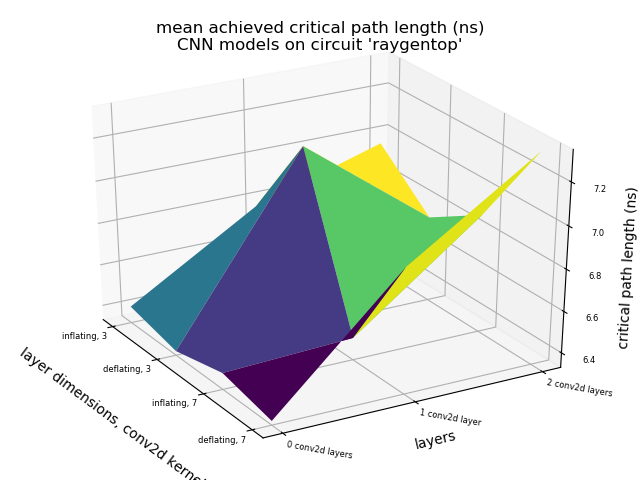 mean achieved critical path length (ns)
CNN models on circuit 'raygentop'
7.2
7.0
6.8
6.6
6.4
critical path length (ns)
inflating, 3
deflating, 3
inflating, 7
deflating, 7
layer dimensions, conv2d
0 conv2d layers
1 conv2d layer
2 conv2d layers
layers